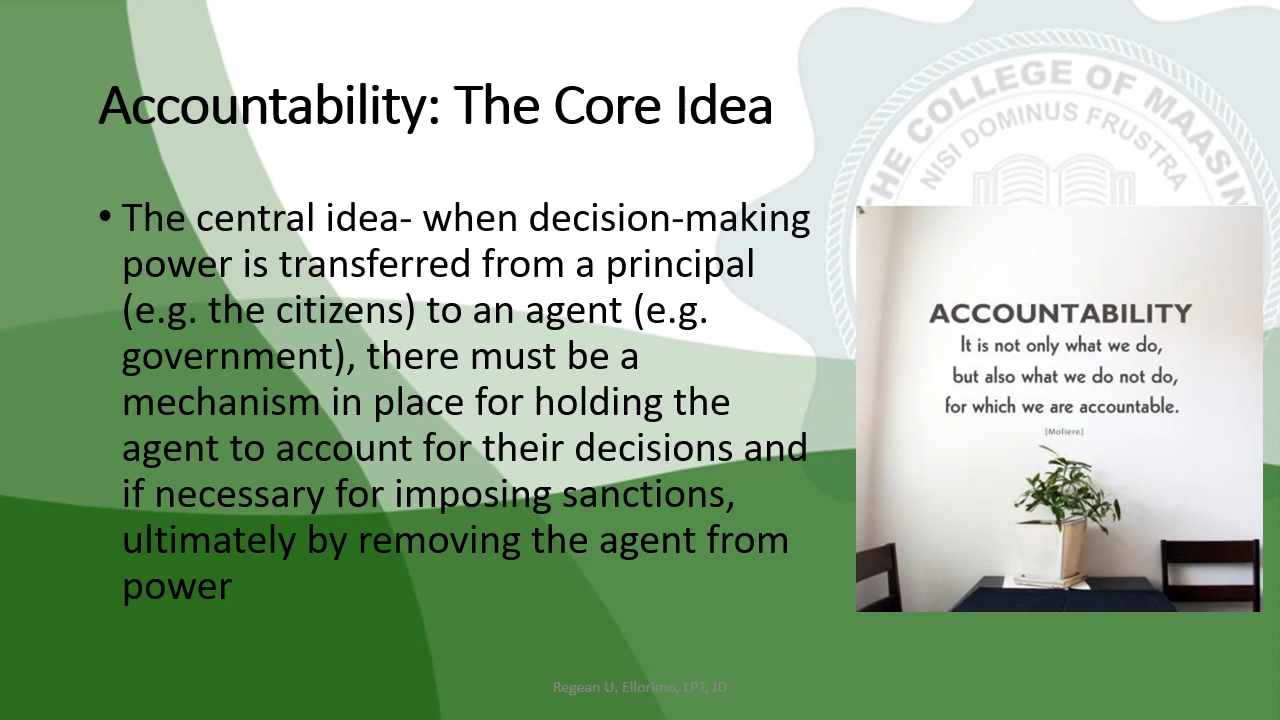 THE COLLEGE OF MAASIN
NISI DOMINUS FRUSTRA
Accountability: The Core Idea
• The central idea- when decision-making
power is transferred from a principal
(e.g. the citizens) to an agent (e.g.
government), there must be a
mechanism in place for holding the
agent to account for their decisions and
if necessary for imposing sanctions,
ultimately by removing the agent from
power
ACCOUNTABILITY
It is not only what we do,
but also what we do not do,
for which we are accountable.
[Moliere]
Regean U. Ellorimo, LPT, JD